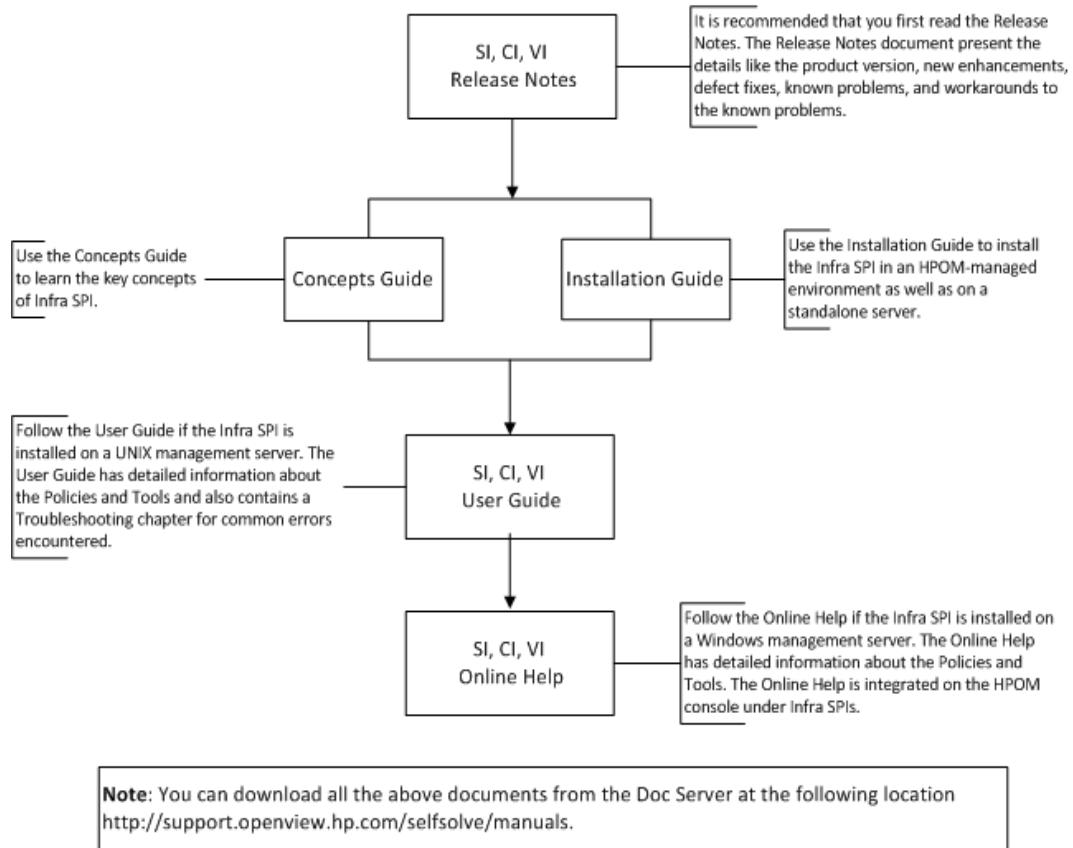 SI, CI, VI
Release Notes
It is recommended that you first read the Release
Notes. The Release Notes document present the
details like the product version, new enhancements,
defect fixes, known problems, and workarounds to
the known problems.
Use the Concepts Guide
to learn the key concepts
of Infra SPI.
Concepts Guide
Installation Guide
Use the Installation Guide to install
the Infra SPI in an HPOM-managed
environment as well as on a
standalone server.
Follow the User Guide if the Infra SPI is
installed on a UNIX management server. The
User Guide has detailed information about
the Policies and Tools and also contains a
Troubleshooting chapter for common errors
encountered.
SI, CI, VI
User Guide
SI, CI, VI
Online Help
Follow the Online Help if the Infra SPI is installed on
a Windows management server. The Online Help
has detailed information about the Policies and
Tools. The Online Help is integrated on the HPOM
console under Infra SPIs.
Note: You can download all the above documents from the Doc Server at the following location
http://support.openview.hp.com/selfsolve/manuals.